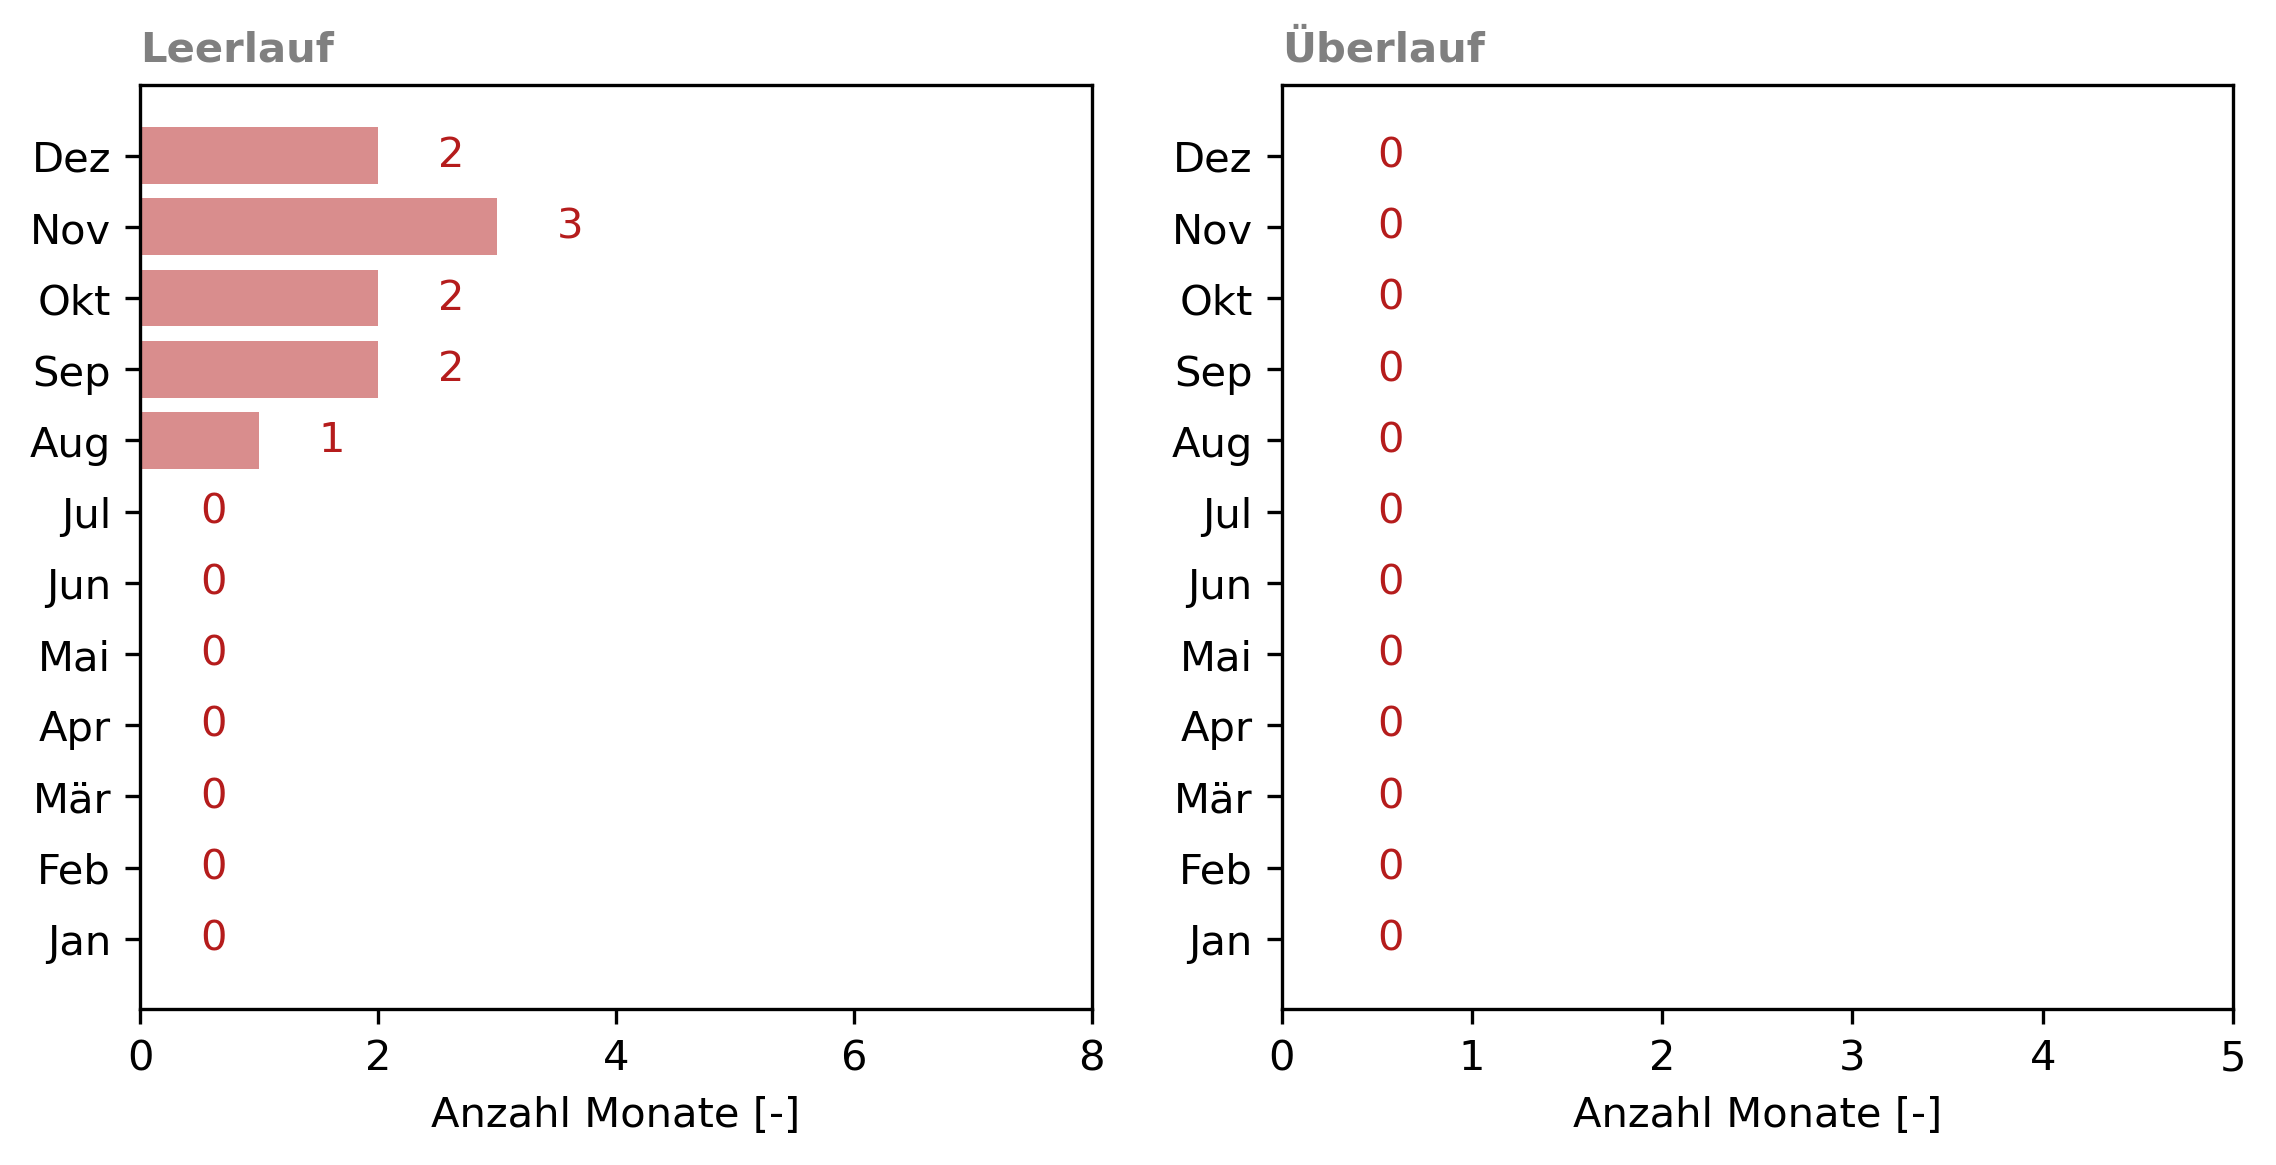 Leerlauf
Dez 2
Nov 3
Okt 2
Sep 2
Aug 1
Jul 0
Jun 0
Mai 0
Apr 0
Mär 0
Feb 0
Jan 0
0 2 4 6 8
Anzahl Monate [-]
Überlauf
Dez 0
Nov 0
Okt 0
Sep 0
Aug 0
Jul 0
Jun 0
Mai 0
Apr 0
Mär 0
Feb 0
Jan 0
0 1 2 3 4 5
Anzahl Monate [-]